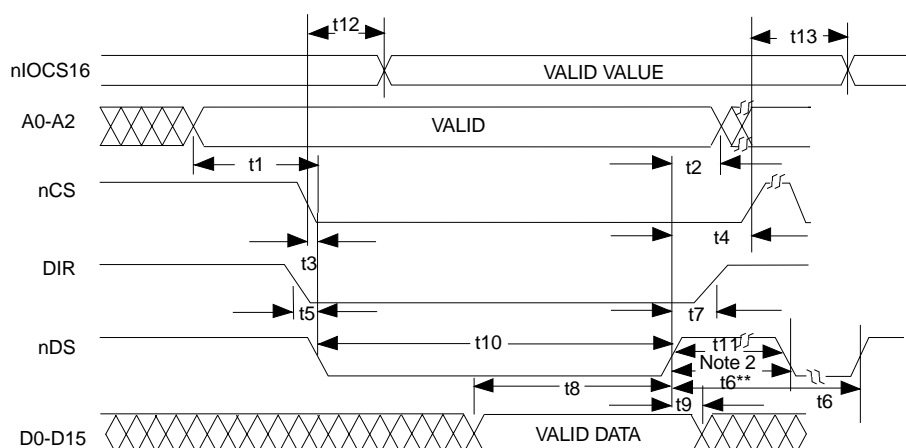 t12
t13
nIOCS16
VALID VALUE
A0-A2
VALID
t1
t2
nCS
t3
t4
DIR
t5
t7
t10
nDS
t11
Note 2
t8
t6**
t6
t9
D0-D15
VALID DATA